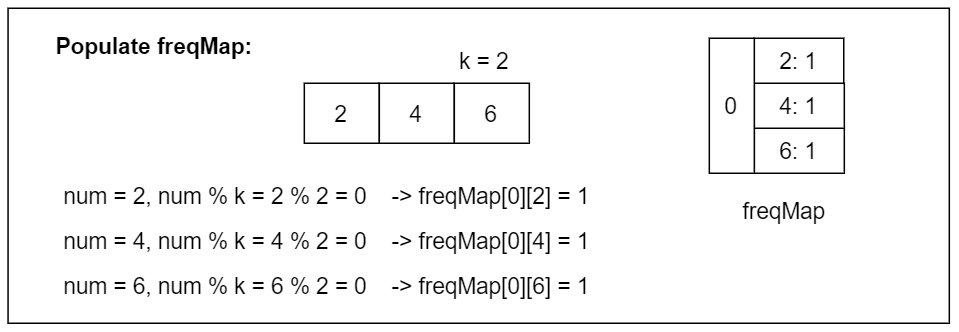 Populate freqMap:
k = 2
2 4 6
num = 2, num % k = 2 % 2 = 0 -> freqMap[0][2] = 1
num = 4, num % k = 4 % 2 = 0 -> freqMap[0][4] = 1
num = 6, num % k = 6 % 2 = 0 -> freqMap[0][6] = 1
2: 1
0 4: 1
6: 1
freqMap